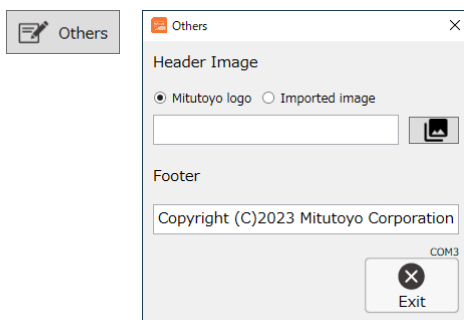 Others
Others
Header Image
Mitutoyo logo Imported image
Footer
Copyright (C)2023 Mitutoyo Corporation
COM3
Exit